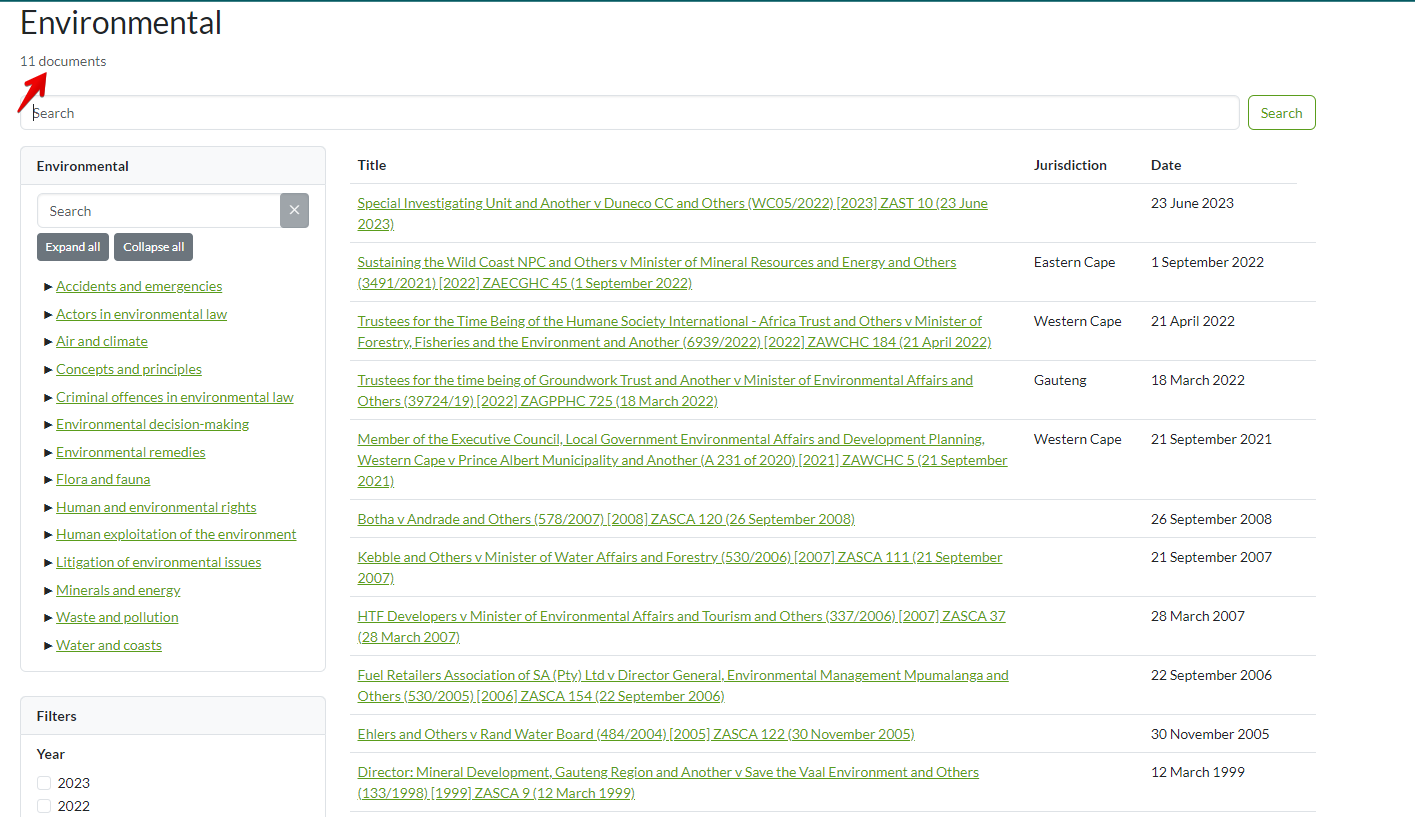 Environmental
11 documents
Search
Search
Environmental
Search
×
Expand all
Collapse all
► Accidents and emergencies
► Actors in environmental law
► Air and climate
► Concepts and principles
► Criminal offences in environmental law
► Environmental decision-making
► Environmental remedies
► Flora and fauna
► Human and environmental rights
► Human exploitation of the environment
► Litigation of environmental issues
► Minerals and energy
► Waste and pollution
► Water and coasts
Filters
Year
2023
2022
Title Jurisdiction Date
Special Investigating Unit and Another v Duneco CC and Others (WC05/2022) [2023] ZAST 10 (23 June
2023)
23 June 2023
Sustaining the Wild Coast NPC and Others v Minister of Mineral Resources and Energy and Others
(3491/2021) [2022] ZAECGHC 45 (1 September 2022)
Eastern Cape
1 September 2022
Trustees for the Time Being of the Humane Society International - Africa Trust and Others v Minister of
Forestry, Fisheries and the Environment and Another (6939/2022) [2022] ZAWCHC 184 (21 April 2022)
Western Cape
21 April 2022
Trustees for the time being of Groundwork Trust and Another v Minister of Environmental Affairs and
Others (39724/19) [2022] ZAGPPHC 725 (18 March 2022)
Gauteng
18 March 2022
Member of the Executive Council, Local Government Environmental Affairs and Development Planning,
Western Cape v Prince Albert Municipality and Another (A 231 of 2020) [2021] ZAWCHC 5 (21 September
2021)
Western Cape
21 September 2021
Botha v Andrade and Others (578/2007) [2008] ZASCA 120 (26 September 2008)
26 September 2008
Kebble and Others v Minister of Water Affairs and Forestry (530/2006) [2007] ZASCA 111 (21 September
2007)
21 September 2007
HTF Developers v Minister of Environmental Affairs and Tourism and Others (337/2006) [2007] ZASCA 37
(28 March 2007)
28 March 2007
Fuel Retailers Association of SA (Pty) Ltd v Director General, Environmental Management Mpumalanga and
Others (530/2005) [2006] ZASCA 154 (22 September 2006)
22 September 2006
Ehlers and Others v Rand Water Board (484/2004) [2005] ZASCA 122 (30 November 2005)
30 November 2005
Director: Mineral Development, Gauteng Region and Another v Save the Vaal Environment and Others
(133/1998) [1999] ZASCA 9 (12 March 1999)
12 March 1999